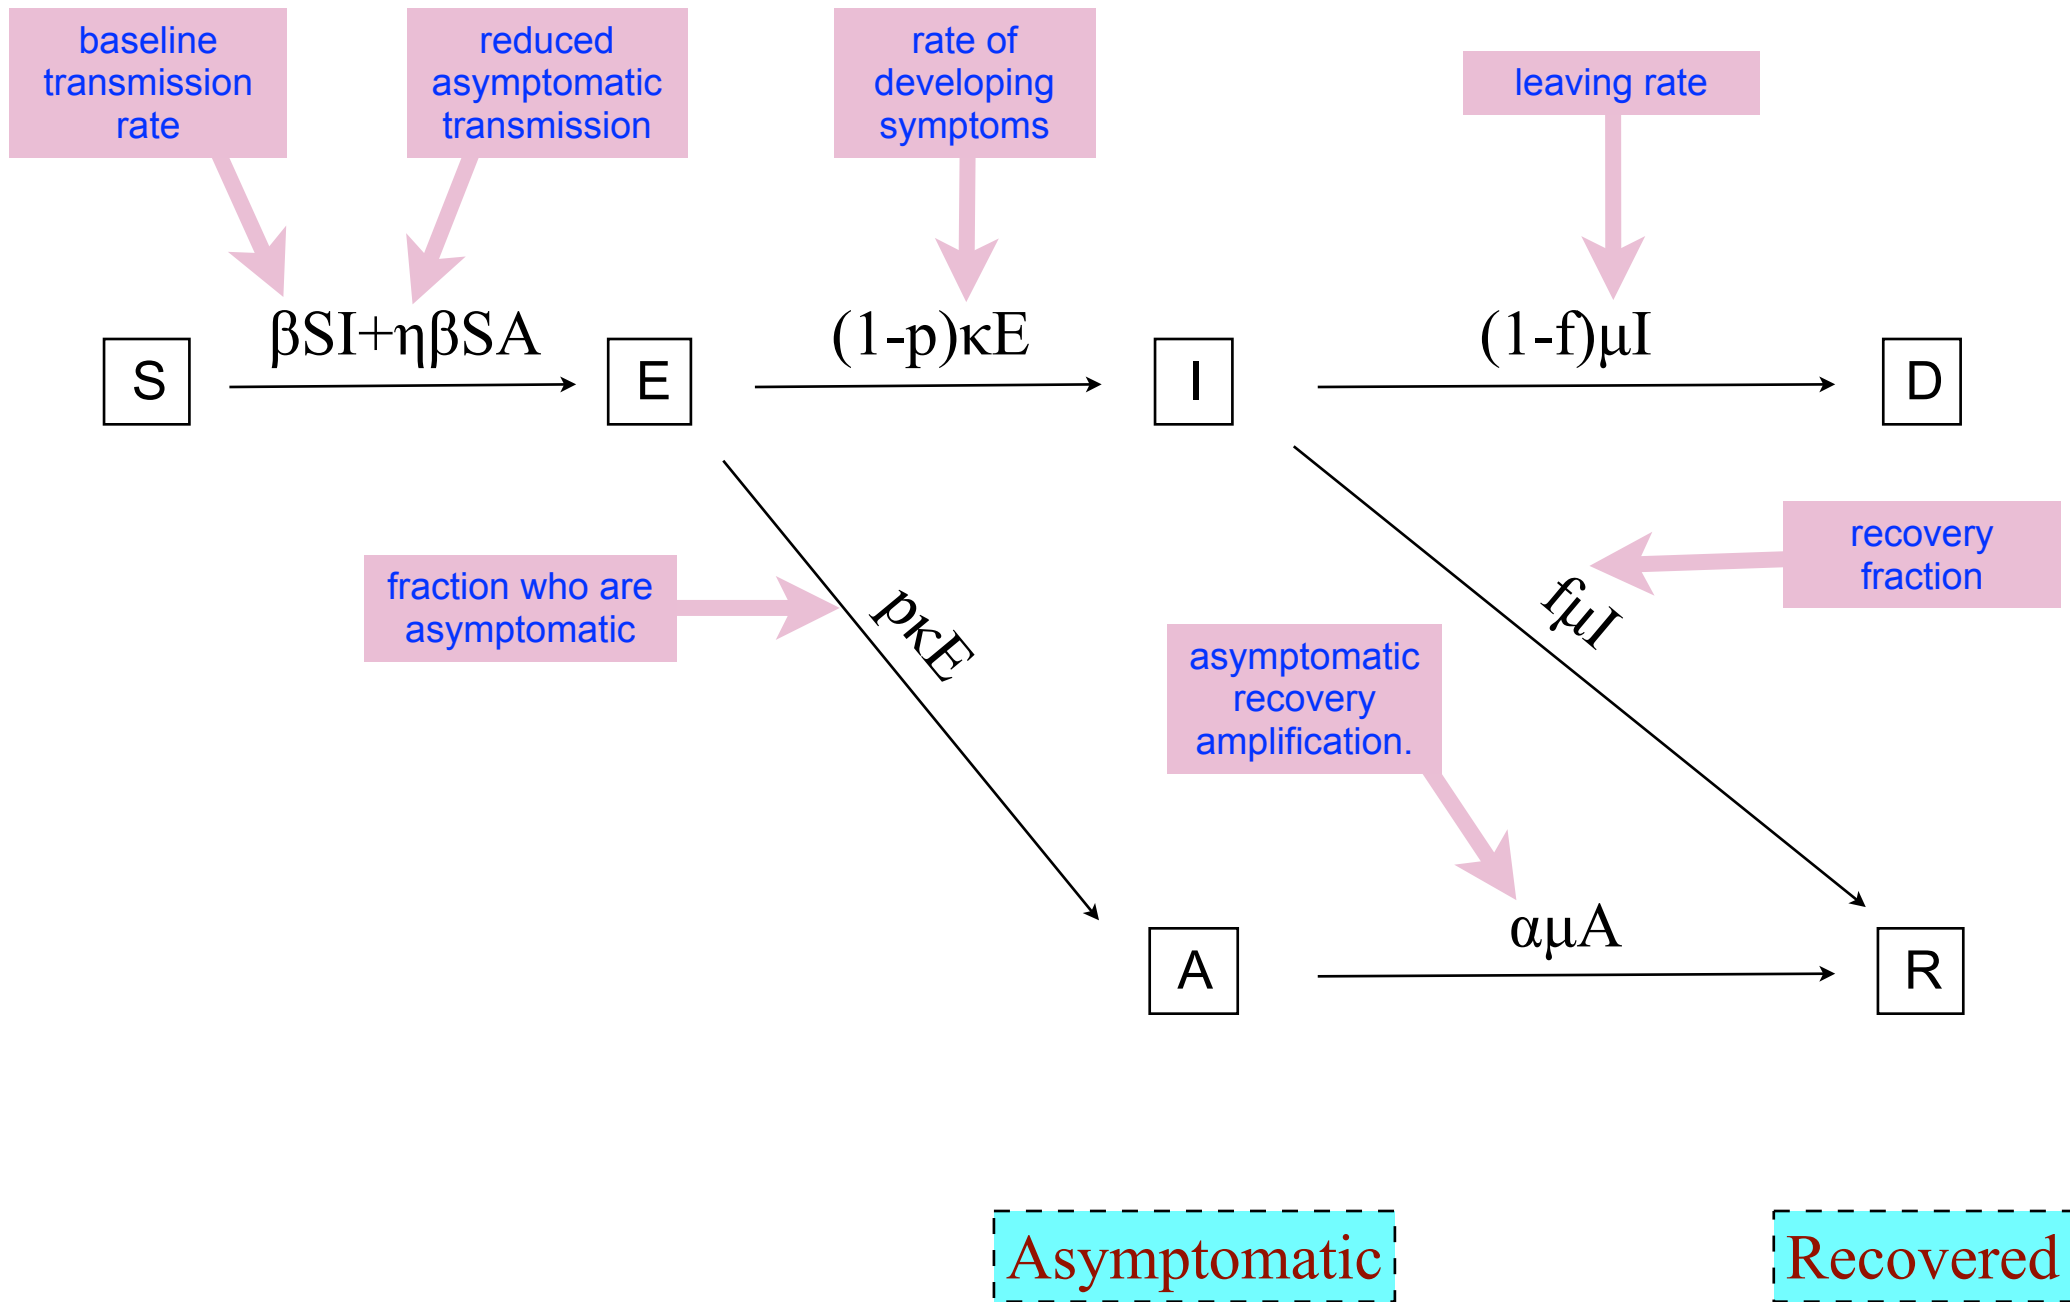 baseline
transmission
rate
reduced
asymptomatic
transmission
rate of
developing
symptoms
leaving rate
βSI+ηβSA
(1-p)κE
(1-f)μI
S
E
I
D
recovery
fraction
fraction who are
asymptomatic
pκE
fμI
asymptomatic
recovery
amplification.
αμA
A
R
Asymptomatic
Recovered